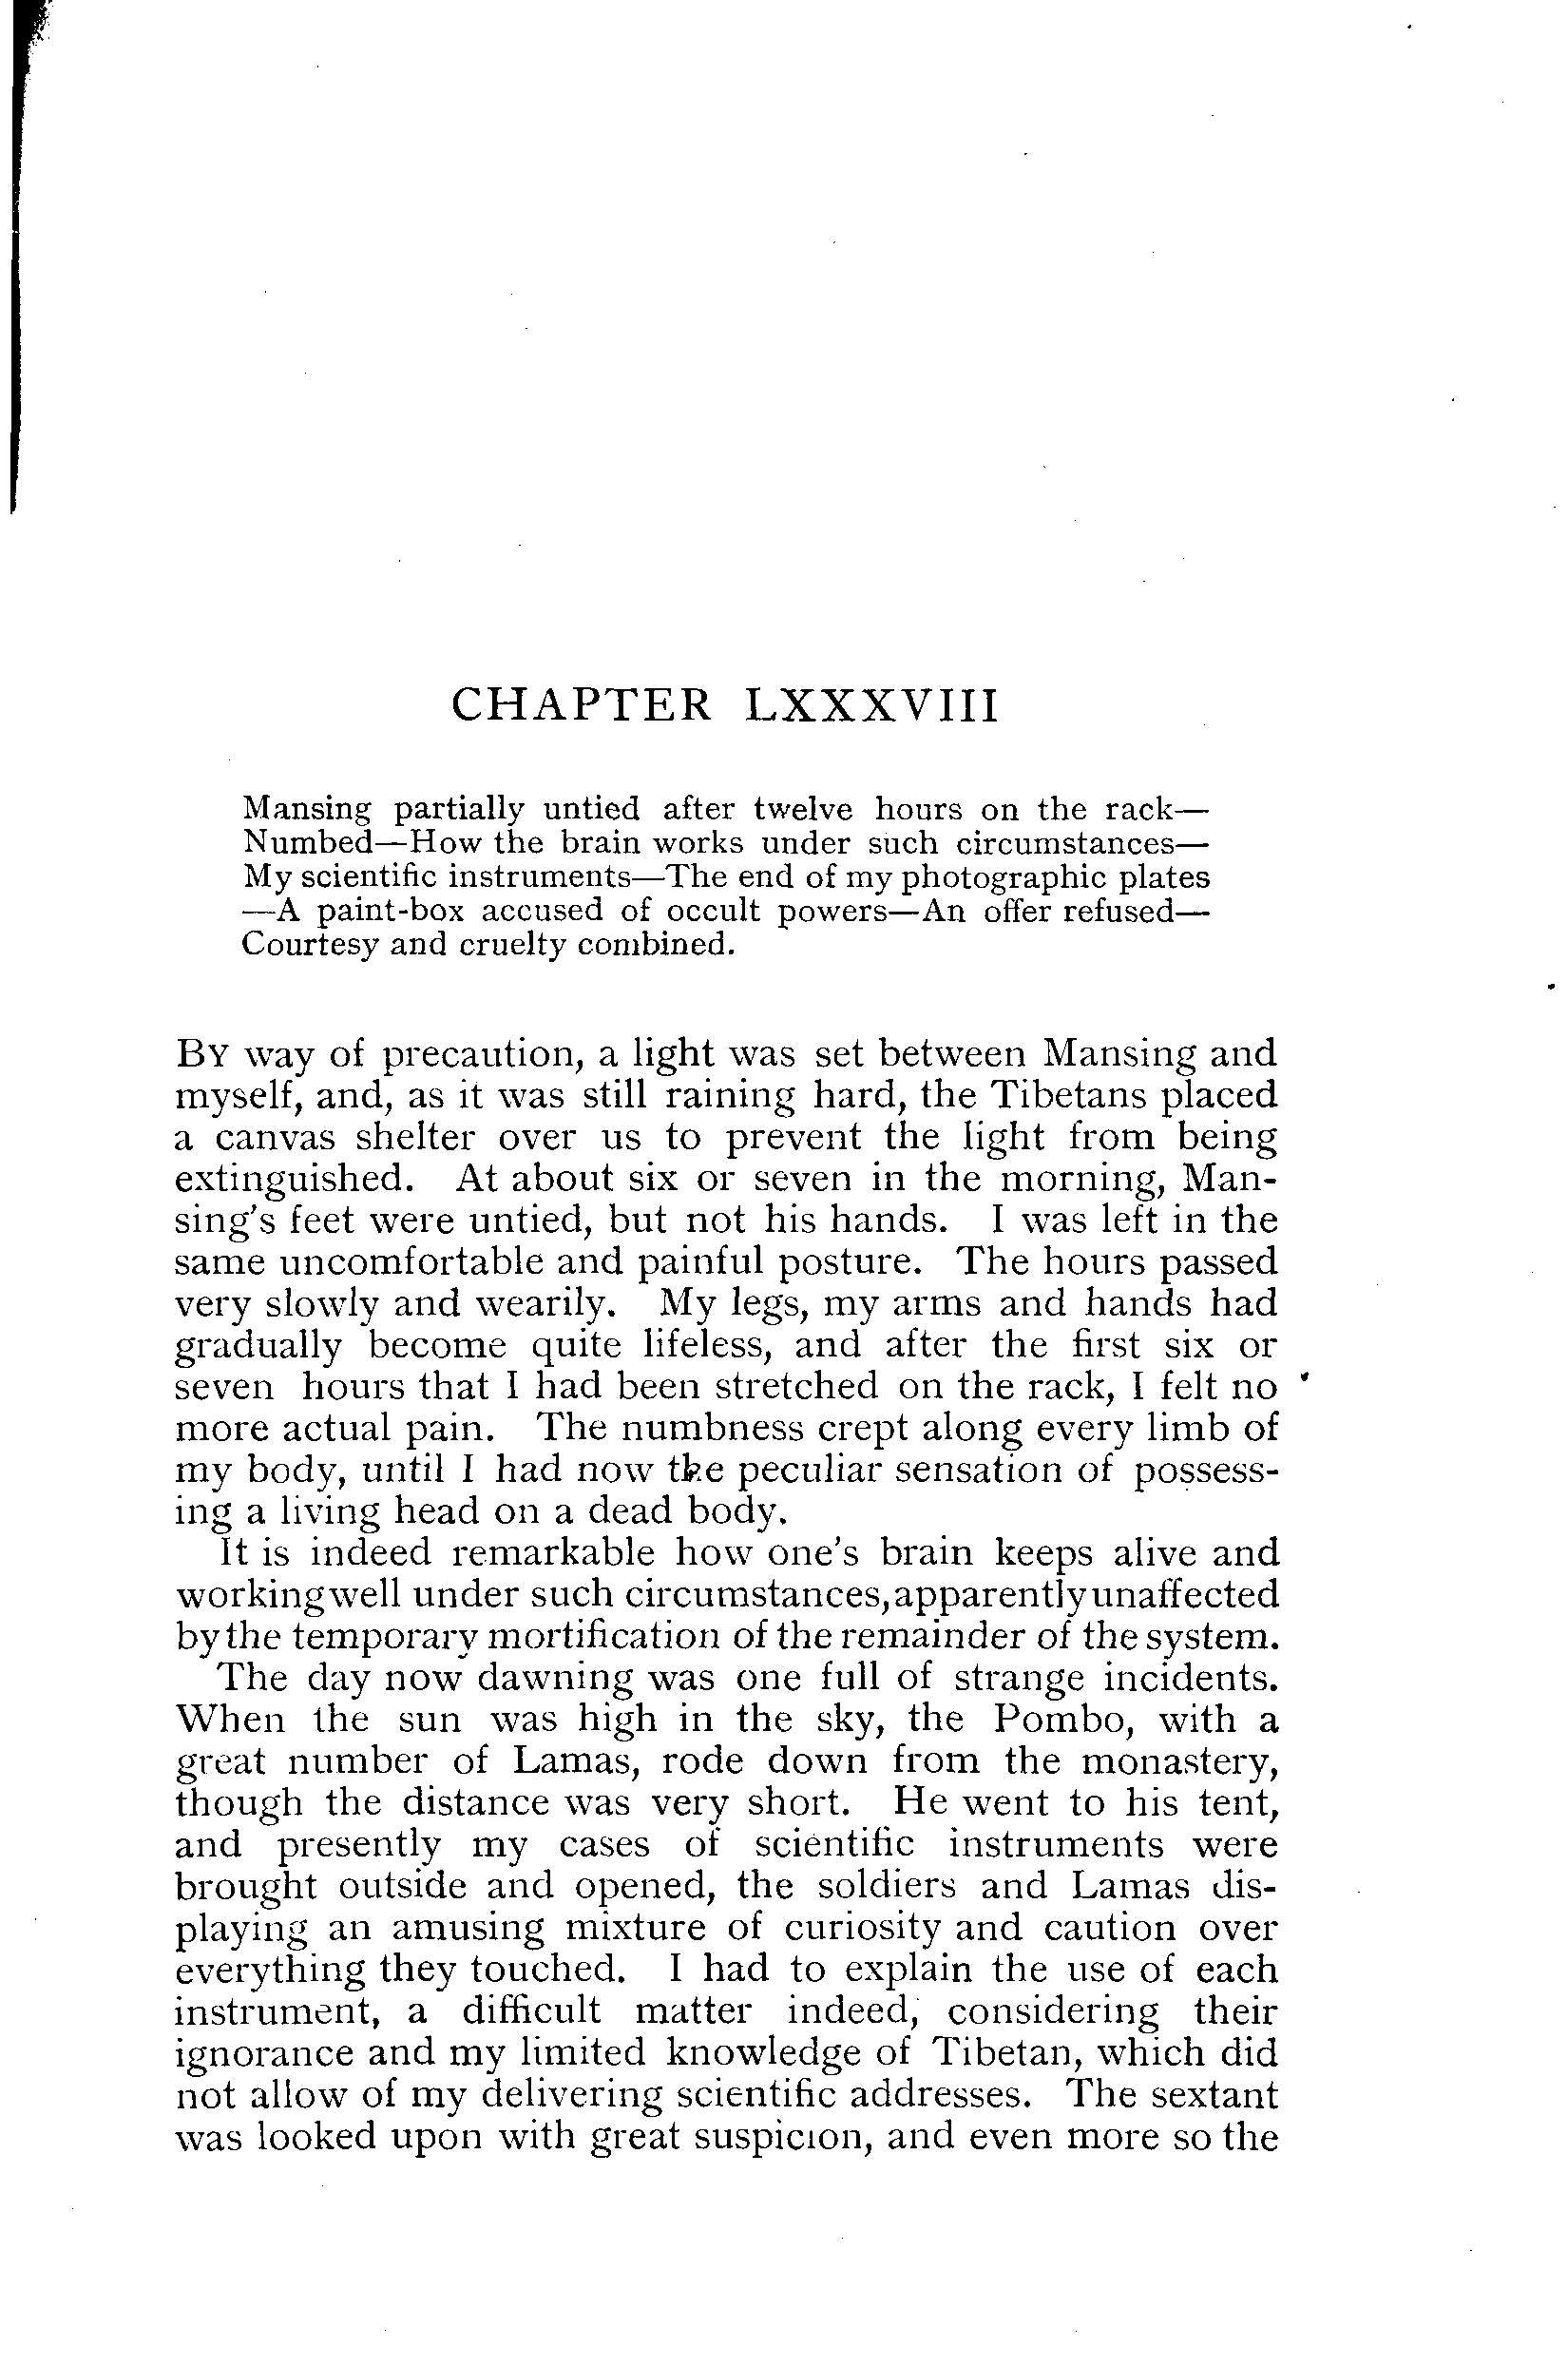 CHAPTER LXXXVIII
Mansing partially untied after twelve hours on the rack—
Numbed—How the brain works under such circumstances—
My scientific instruments—The end of my photographic plates
—A paint-box accused of occult powers—An offer refused—
Courtesy and cruelty combined.
BY way of precaution, a light was set between Mansing and
myself, and, as it was still raining hard, the Tibetans placed
a canvas shelter over us to prevent the light from being
extinguished. At about six or seven in the morning, Man-
sing's feet were untied, but not his hands. I was left in the
same uncomfortable and painful posture. The hours passed
very slowly and wearily. My legs, my arms and hands had
gradually become quite lifeless, and after the first six or
seven hours that I had been stretched on the rack, I felt no
more actual pain. The numbness crept along every limb of
my body, until I had now the peculiar sensation of possess-
ing a living head on a dead body.
It is indeed remarkable how one's brain keeps alive and
working well under such circumstances, apparently unaffected
by the temporary mortification of the remainder of the system.
The day now dawning was one full of strange incidents.
When the sun was high in the sky, the Pombo, with a
great number of Lamas, rode down from the monastery,
though the distance was very short. He went to his tent,
and presently my cases of scientific instruments were
brought outside and opened, the soldiers and Lamas dis-
playing an amusing mixture of curiosity and caution over
everything they touched. I had to explain the use of each
instrument, a difficult matter indeed, considering their
ignorance and my limited knowledge of Tibetan, which did
not allow of my delivering scientific addresses. The sextant
was looked upon with great suspicion, and even more so the